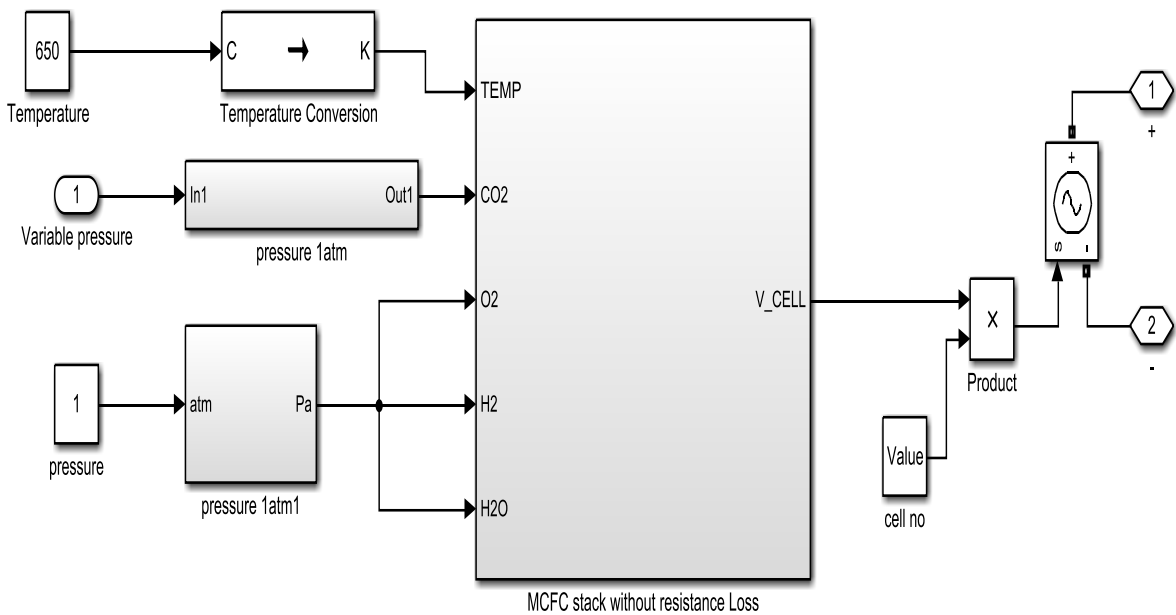 650
C
K
Temperature
Temperature Conversion
TEMP
1
+
+
s
-
1
In1
Out1
CO2
Variable pressure
pressure 1atm
O2
V_CELL
X
Product
2
-
1
atm
Pa
H2
pressure
pressure 1atm1
H2O
Value
cell no
MCFC stack without resistance Loss